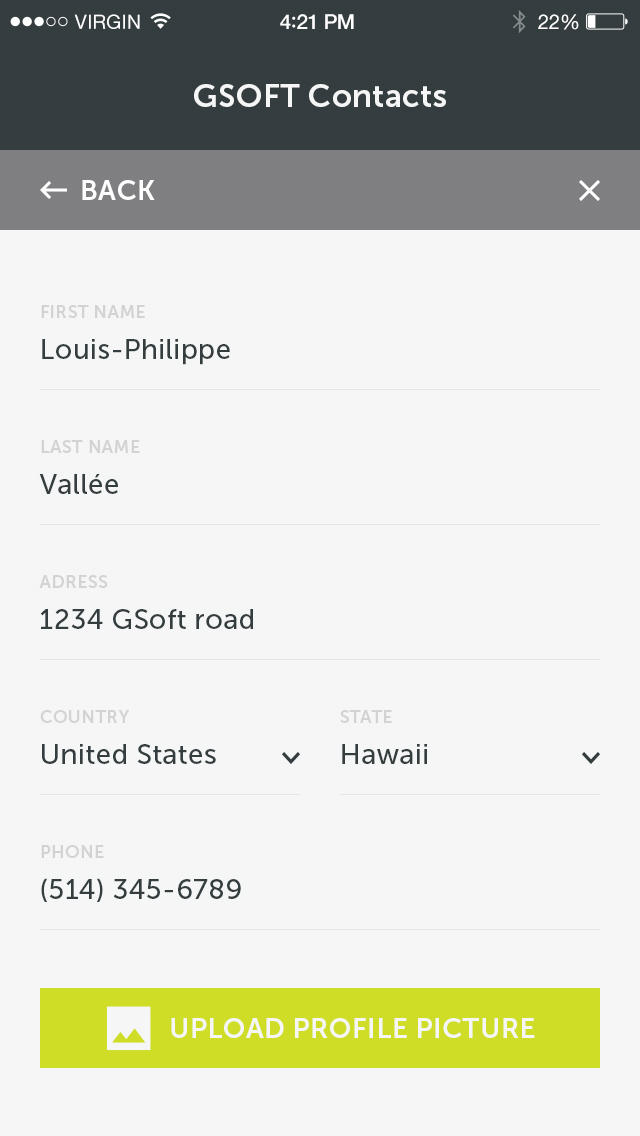 VIRGIN 4:21 PM 22%
GSOFT Contacts
BACK
FIRST NAME
Louis-Philippe
LAST NAME
Vallée
ADRESS
1234 GSoft road
COUNTRY STATE
United States Hawaii
PHONE
(514) 345-6789
UPLOAD PROFILE PICTURE